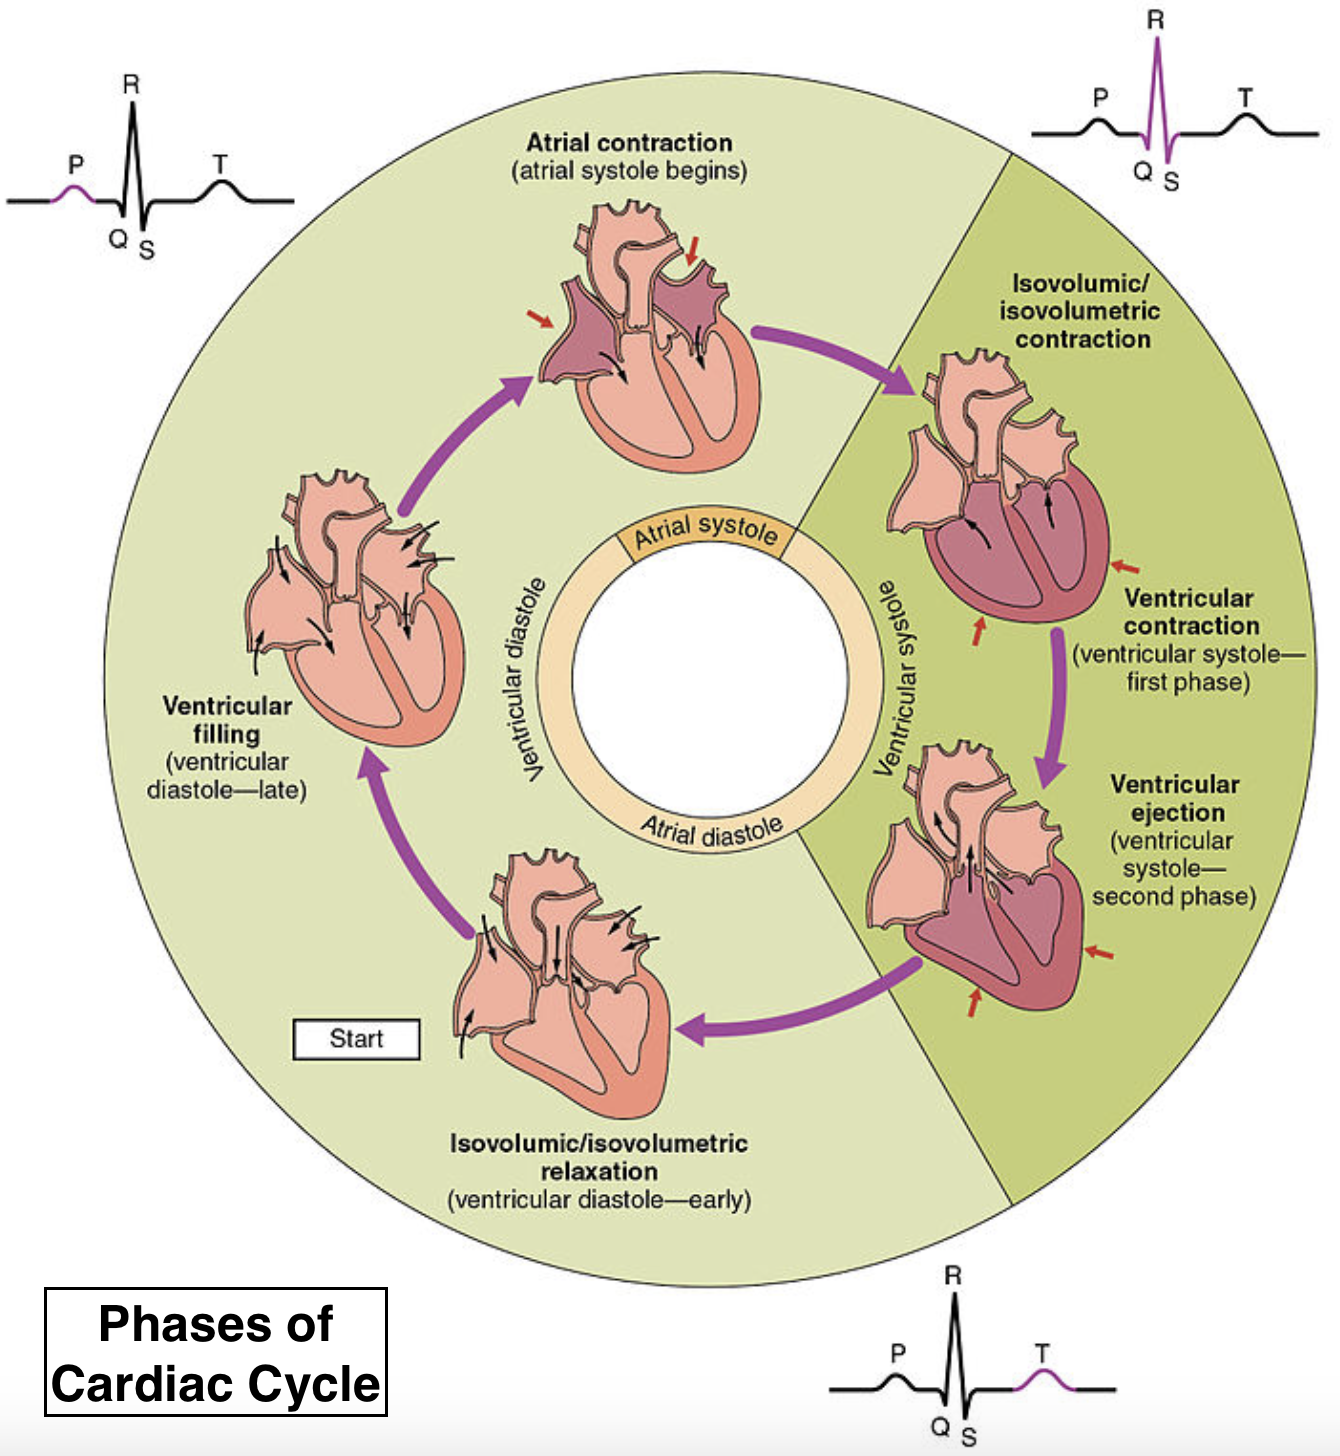 R
P
T
Q
S
R
P
T
Q
S
Atrial contraction
(atrial systole begins)
Isovolumic/
isovolumetric
contraction
Ventricular
contraction
(ventricular systole—
first phase)
Ventricular
ejection
(ventricular
systole—
second phase)
Isovolumic/isovolumetric
relaxation
(ventricular diastole—early)
Start
Ventricular
filling
(ventricular
diastole—late)
Atrial systole
Ventricular systole
Atrial diastole
Ventricular diastole
Phases of
Cardiac Cycle
R
P
T
Q
S